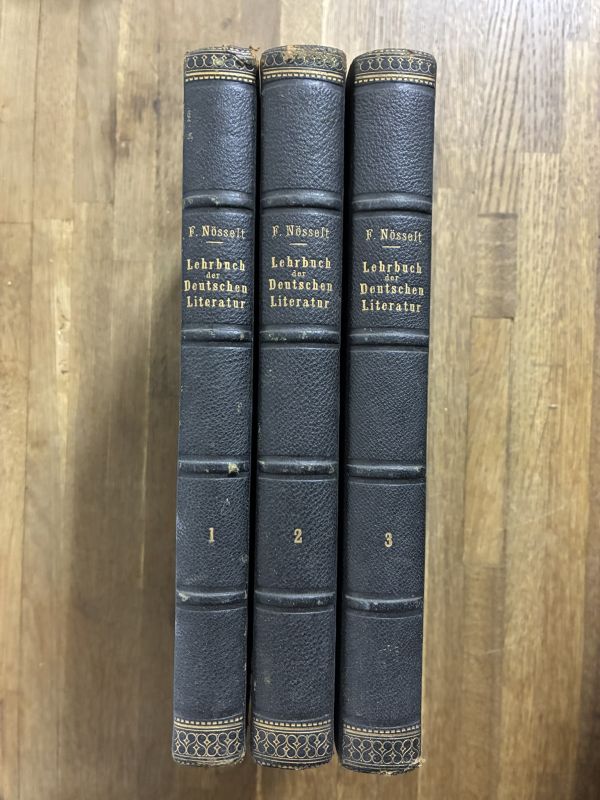 F. Nösselt
Lehrbuch
der
Deutschen
Literatur
1
F. Nösselt
Lehrbuch
der
Deutschen
Literatur
2
F. Nösselt
Lehrbuch
der
Deutschen
Literatur
3